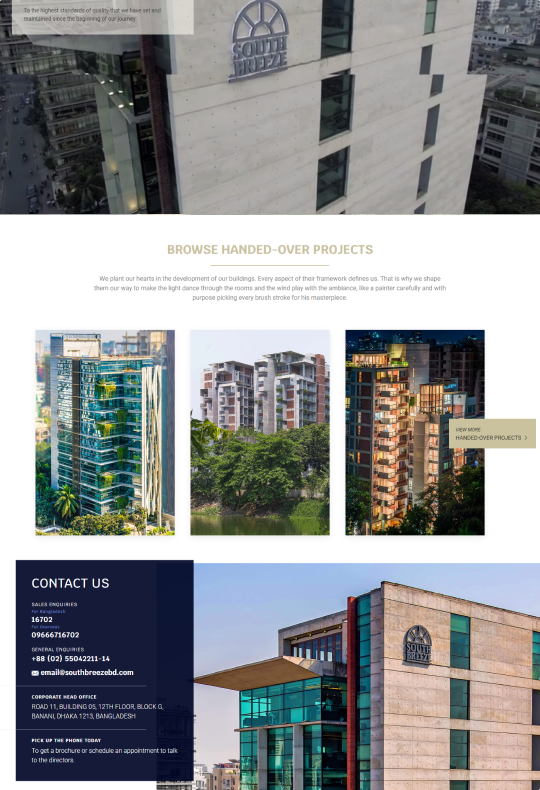 To the highest standards of quality that we have set and
maintained since the beginning of our journey
SOUTH
BREEZE
BROWSE HANDED-OVER PROJECTS
We plant our hearts in the development of our buildings. Every aspect of their framework defines us. That is why we shape
them our way to make the light dance through the rooms and the wind play with the ambiance, like a painter carefully and with
purpose picking every brush stroke for his masterpiece.
VIEW MORE
HANDED-OVER PROJECTS >
CONTACT US
SALES ENQUIRIES
For Bangladesh
16702
For Overseas
09666716702
GENERAL ENQUIRIES
+88 (02) 55042211-14
email@southbreezebd.com
CORPORATE HEAD OFFICE
ROAD 11, BUILDING 05, 12TH FLOOR, BLOCK G,
BANANI, DHAKA 1213, BANGLADESH
PICK UP THE PHONE TODAY
To get a brochure or schedule an appointment to talk
to the directors
SOUTH
BREEZE